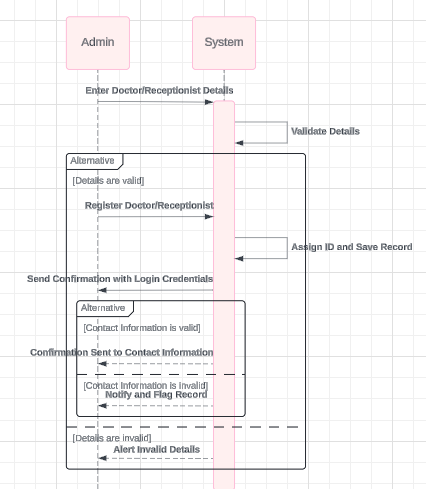 Admin
System
Enter Doctor/Receptionist Details
Validate Details
Alternative
[Details are valid]
Register Doctor/Receptionist
Assign ID and Save Record
Send Confirmation with Login Credentials
Alternative
[Contact Information is valid]
Confirmation Sent to Contact Information
[Contact Information is Invalid]
Notify and Flag Record
[Details are invalid]
Alert Invalid Details